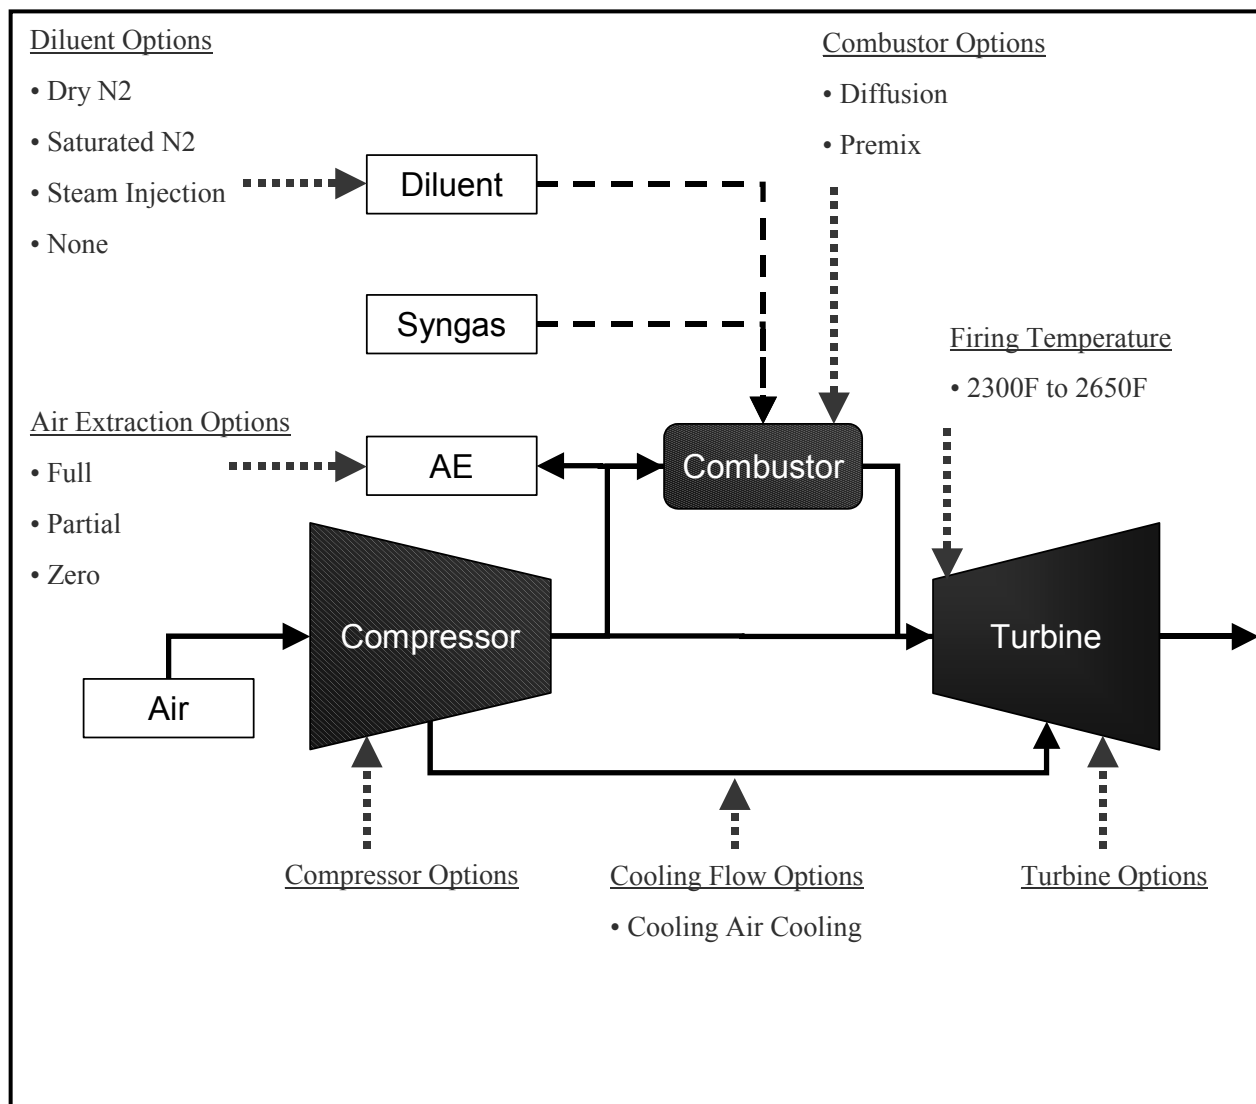 Diluent Options
• Dry N2
• Saturated N2
• Steam Injection
• None
Combustor Options
• Diffusion
• Premix
Diluent
Syngas
Firing Temperature
• 2300F to 2650F
Air Extraction Options
• Full
• Partial
• Zero
AE
Combustor
Compressor
Turbine
Air
Compressor Options
Cooling Flow Options
• Cooling Air Cooling
Turbine Options